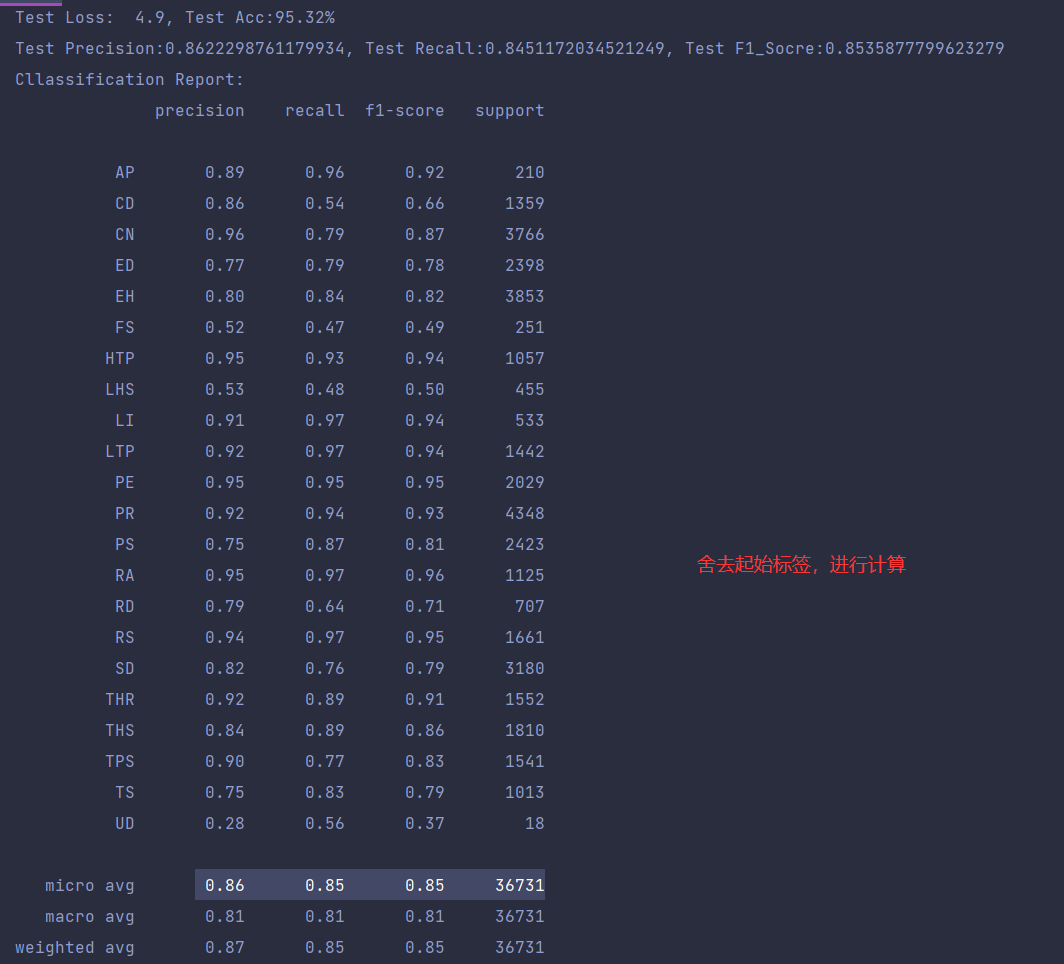 Test Loss:  4.9, Test Acc:95.32%
Test Precision:0.8622298761179934, Test Recall:0.8451172034521249, Test F1_Socre:0.8535877799623279
Cllassification Report:
precision    recall  f1-score   support
AP       0.89      0.96      0.92       210
CD       0.86      0.54      0.66      1359
CN       0.96      0.79      0.87      3766
ED       0.77      0.79      0.78      2398
EH       0.80      0.84      0.82      3853
FS       0.52      0.47      0.49       251
HTP       0.95      0.93      0.94      1057
LHS       0.53      0.48      0.50       455
LI       0.91      0.97      0.94       533
LTP       0.92      0.97      0.94      1442
PE       0.95      0.95      0.95      2029
PR       0.92      0.94      0.93      4348
PS       0.75      0.87      0.81      2423
舍去起始标签，进行计算
RA       0.95      0.97      0.96      1125
RD       0.79      0.64      0.71       707
RS       0.94      0.97      0.95      1661
SD       0.82      0.76      0.79      3180
THR       0.92      0.89      0.91      1552
THS       0.84      0.89      0.86      1810
TPS       0.90      0.77      0.83      1541
TS       0.75      0.83      0.79      1013
UD       0.28      0.56      0.37        18
micro avg       0.86      0.85      0.85     36731
macro avg       0.81      0.81      0.81     36731
weighted avg       0.87      0.85      0.85     36731